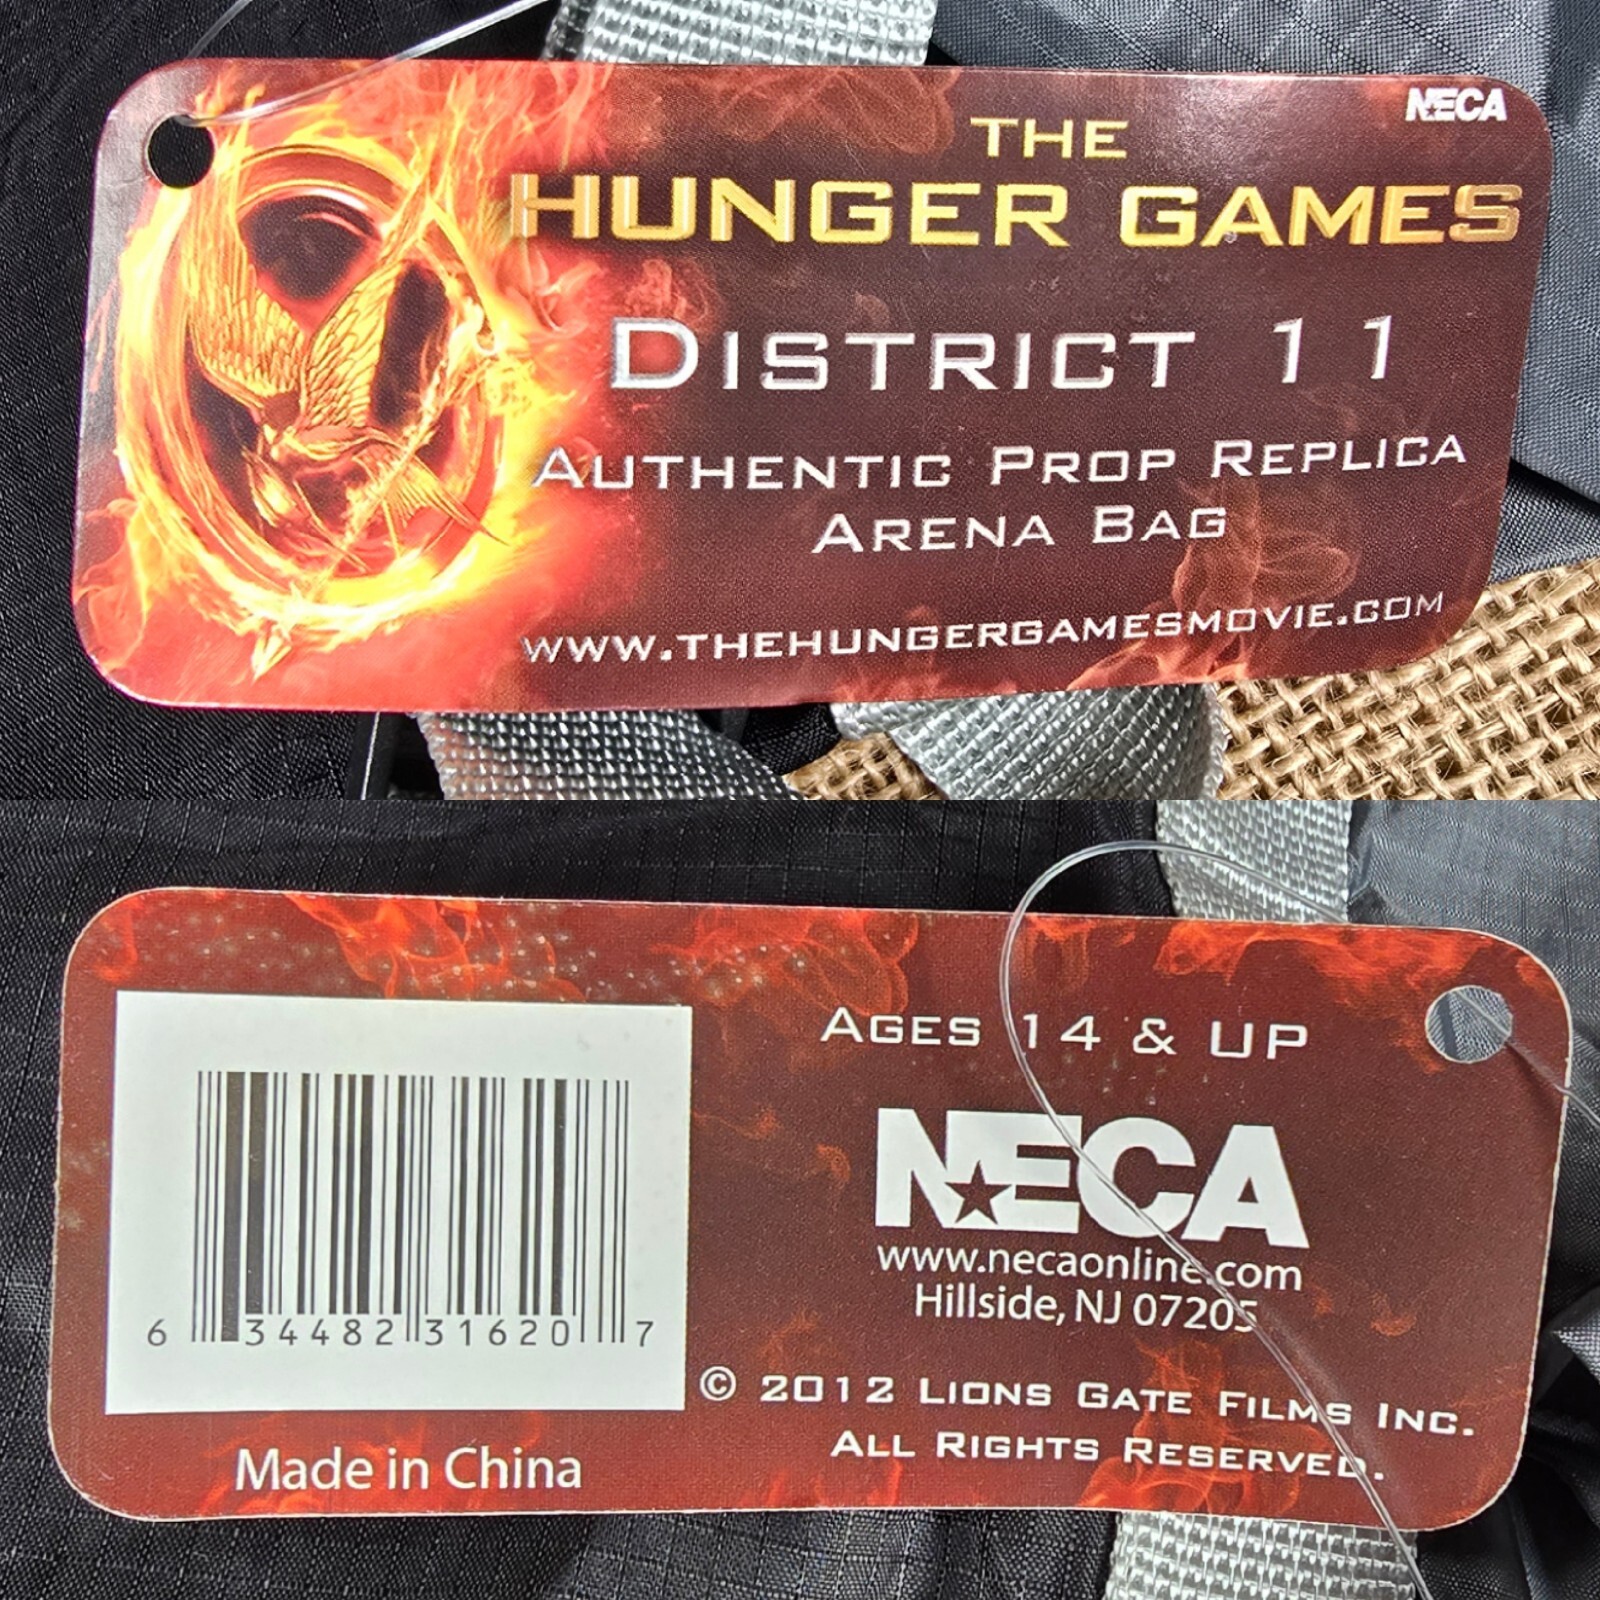 NECA
THE
HUNGER GAMES
DISTRICT 11
AUTHENTIC PROP REPLICA
ARENA BAG
WWW.THEHUNGERGAMESMOVIE.COM
AGES 14 & UP
NECA
www.necaonline.com
Hillside, NJ 07205
6 34482 31620 7
© 2012 LIONS GATE FILMS INC.
ALL RIGHTS RESERVED.
Made in China